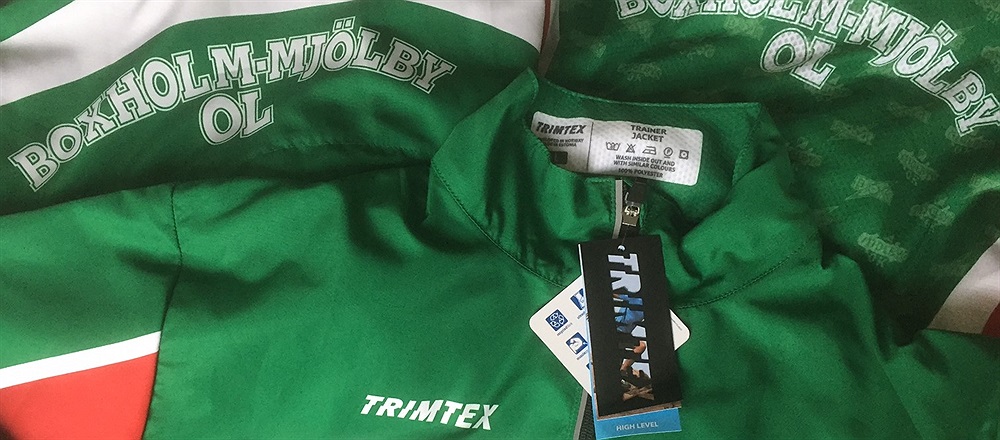 BOXHOLM-MJÖLBY
OL
BOXHOLM-MJÖLBY
OL
TRIMTEX
TRAINER
JACKET
WASH INSIDE OUT AND
WITH SIMILAR COLOURS
100% POLYESTER
TRIMTEX
HIGH LEVEL
TRIMTEX